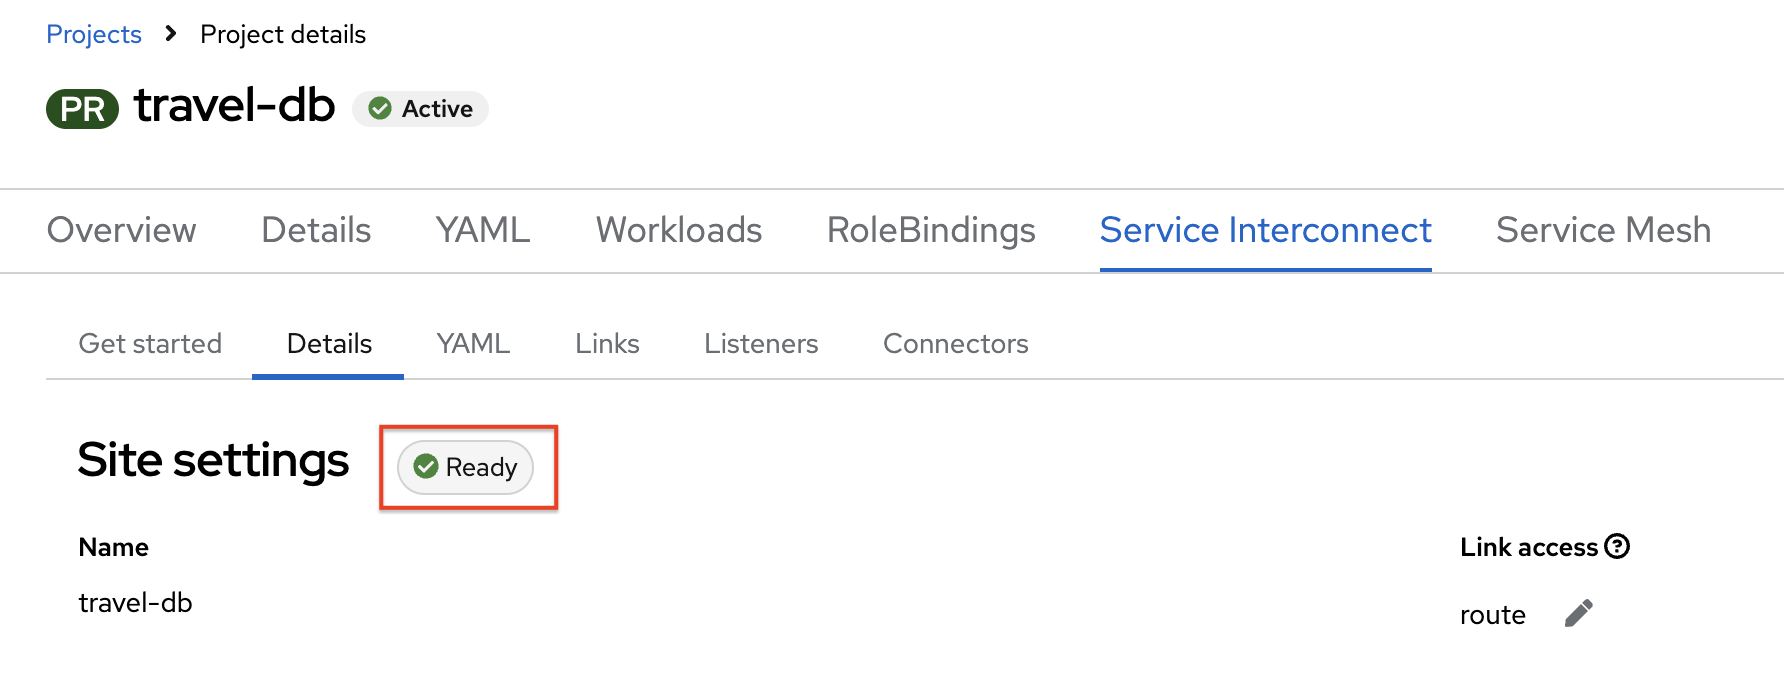 Projects > Project details
PR travel-db Active
Overview Details YAML Workloads RoleBindings Service Interconnect Service Mesh
Get started Details YAML Links Listeners Connectors
Site settings Ready
Name Link access ?
travel-db route